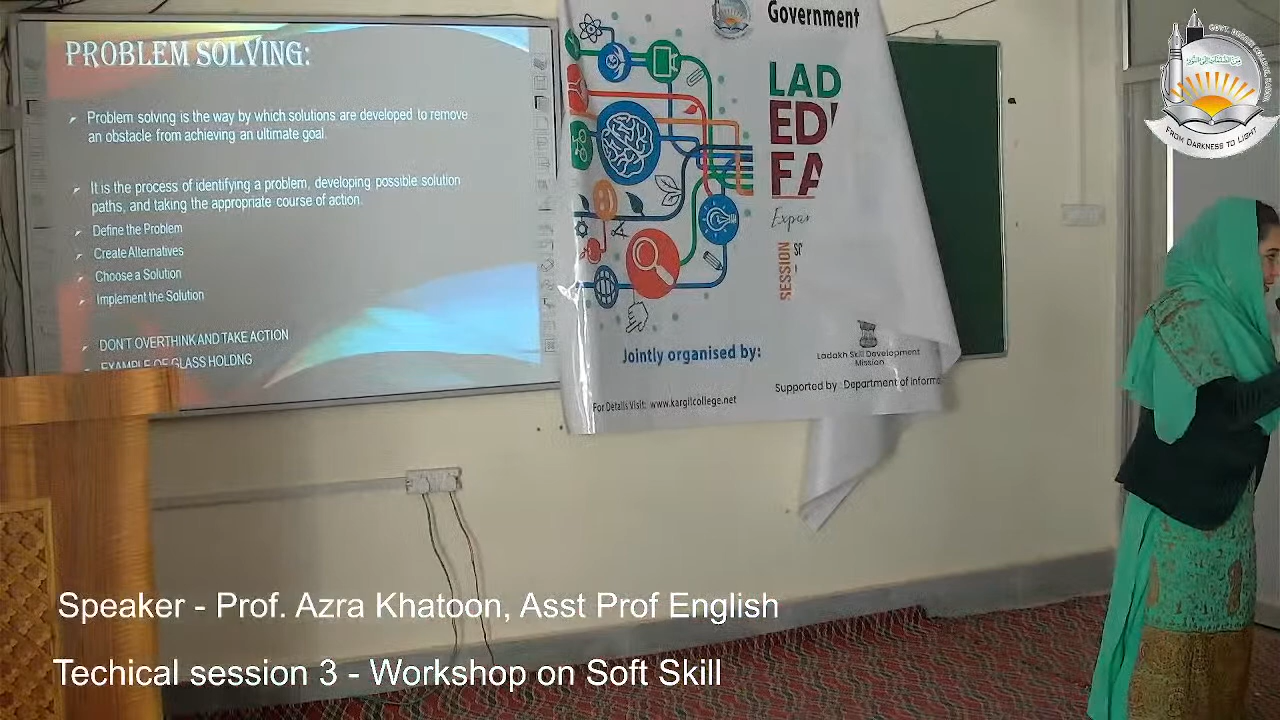 PROBLEM SOLVING:
Problem solving is the way by which solutions are developed to remove
an obstacle from achieving an ultimate goal.
It is the process of identifying a problem, developing possible solution
paths, and taking the appropriate course of action.
Define the Problem
Create Alternatives
Choose a Solution
Implement the Solution
DON'T OVERTHINK AND TAKE ACTION
EXAMPLE OF GLASS HOLDNG
Government
LAD
ED
FA
Expan
SESSION
Jointly organised by:
Ladakh Skill Development
Mission
Supported by : Department of Informa
For Details Visit: www.kargilcollege.net
FROM DARKNESS TO LIGHT
Speaker - Prof. Azra Khatoon, Asst Prof English
Techical session 3 - Workshop on Soft Skill